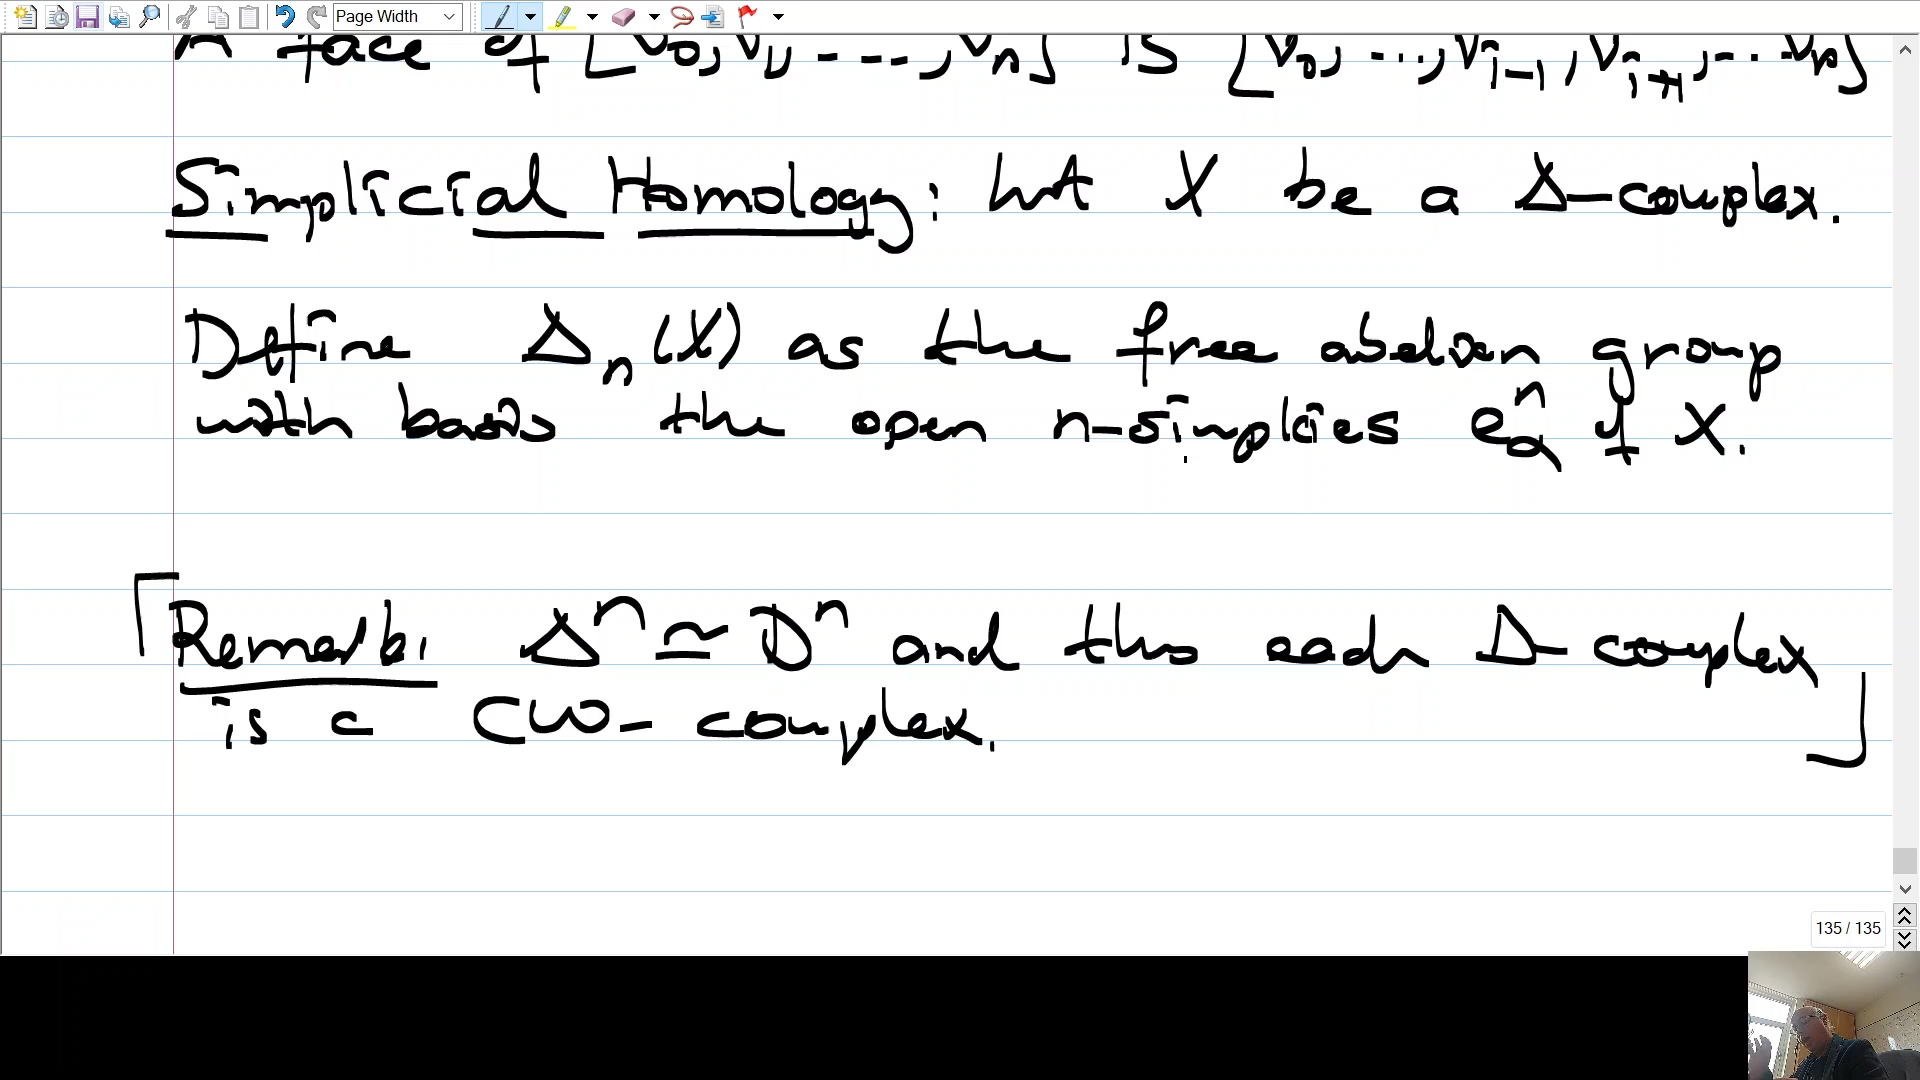 Page Width
A face of [v₀, v₁, ----, vₙ] is [v₀, ..., vᵢ₋₁, vᵢ₊₁, ... vₙ]
Simplicial Homology: Let X be a Δ-complex.
Define Δₙ(X) as the free abelian group
with basis the open n-simplicies eⁿ_α of X.
Remark: Δⁿ ≃ Dⁿ and thus each Δ-complex
is a CW-complex.
135 / 135